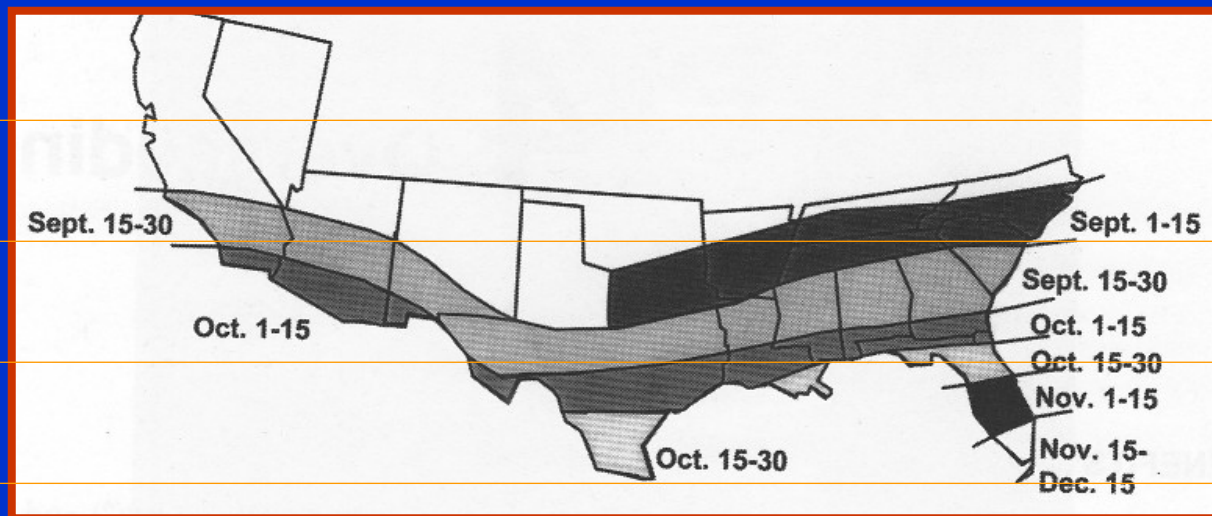 Sept. 15-30
Sept. 1-15
Sept. 15-30
Oct. 1-15
Oct. 1-15
Oct. 15-30
Nov. 1-15
Oct. 15-30
Nov. 15-
Dec. 15